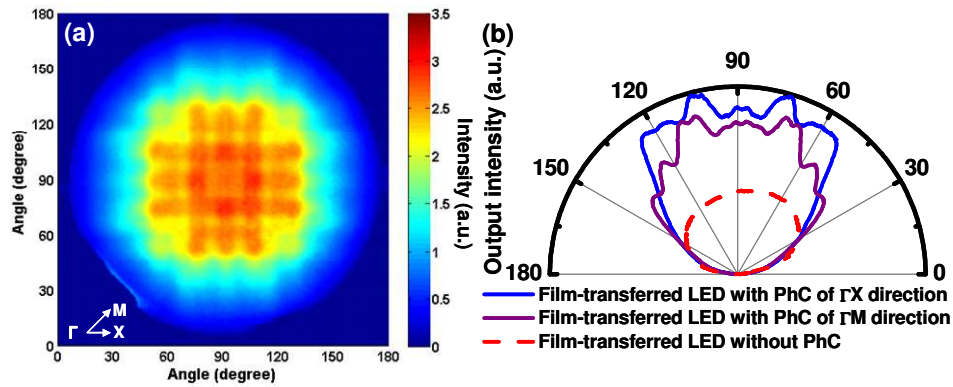 (a)
180
150
120
90
60
30
0
Angle (degree)
0 30 60 90 120 150 180
Angle (degree)
Γ M X
3.5
3
2.5
2
1.5
1
0.5
0
Intensity (a.u.)
(b)
Output intensity (a.u.)
90
120 60
150 30
180 0
Film-transferred LED with PhC of ΓX direction
Film-transferred LED with PhC of ΓM direction
Film-transferred LED without PhC